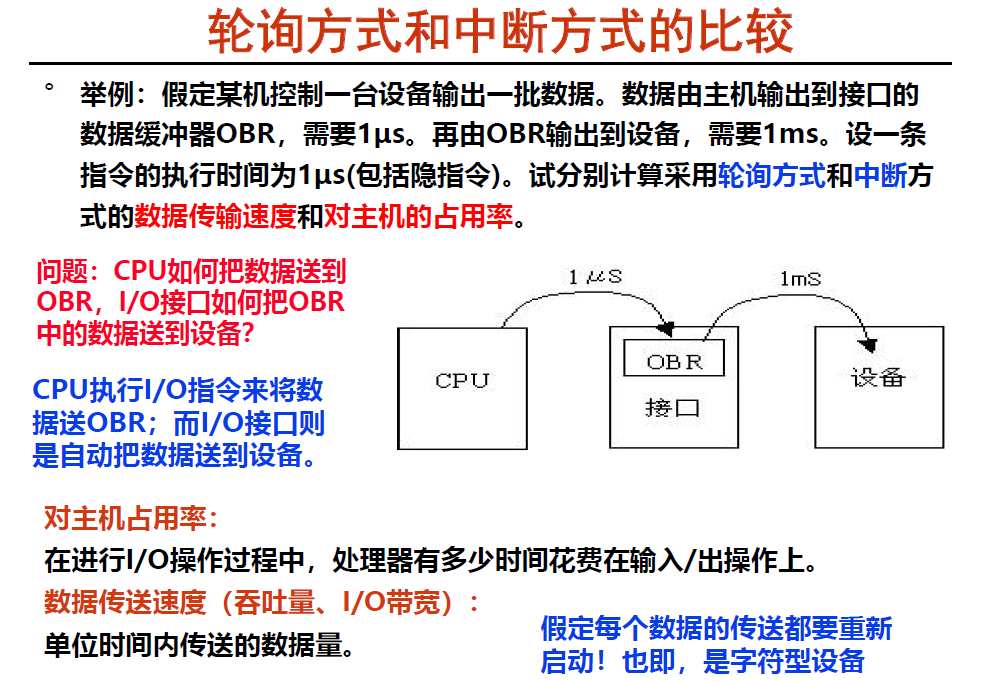 轮询方式和中断方式的比较
° 举例：假定某机控制一台设备输出一批数据。数据由主机输出到接口的
数据缓冲器OBR，需要1μs。再由OBR输出到设备，需要1ms。设一条
指令的执行时间为1μs(包括隐指令)。试分别计算采用轮询方式和中断方
式的数据传输速度和对主机的占用率。
问题：CPU如何把数据送到
OBR，I/O接口如何把OBR
中的数据送到设备？
CPU执行I/O指令来将数
据送OBR；而I/O接口则
是自动把数据送到设备。
1μS
1mS
CPU
OBR
接口
设备
对主机占用率：
在进行I/O操作过程中，处理器有多少时间花费在输入/出操作上。
数据传送速度（吞吐量、I/O带宽）：
单位时间内传送的数据量。
假定每个数据的传送都要重新
启动！也即，是字符型设备